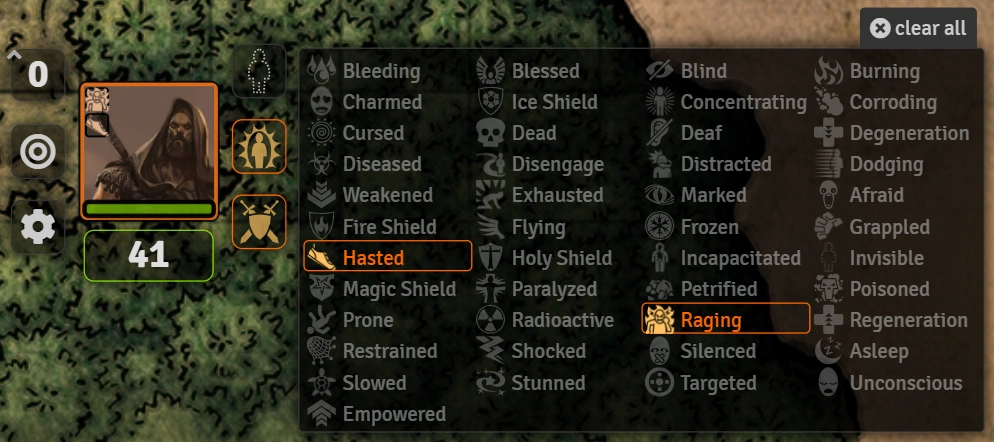 clear all
0
41
Bleeding Blessed Blind Burning
Charmed Ice Shield Concentrating Corroding
Cursed Dead Deaf Degeneration
Diseased Disengage Distracted Dodging
Weakened Exhausted Marked Afraid
Fire Shield Flying Frozen Grappled
Hasted Holy Shield Incapacitated Invisible
Magic Shield Paralyzed Petrified Poisoned
Prone Radioactive Raging Regeneration
Restrained Shocked Silenced Asleep
Slowed Stunned Targeted Unconscious
Empowered